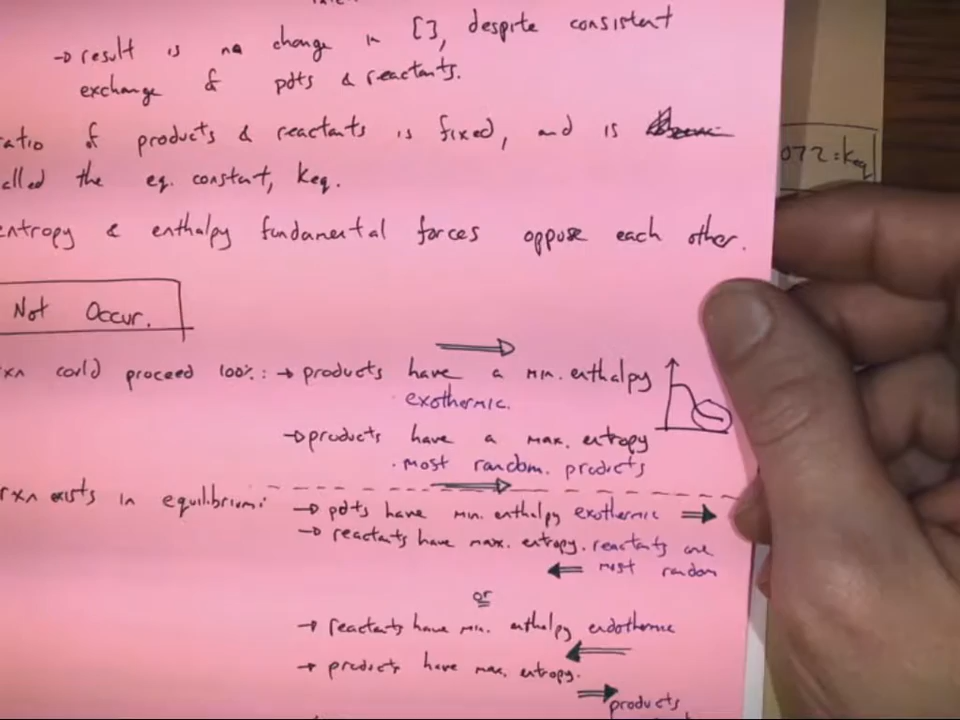 → result is no change in [], despite consistent
exchange of pdts & reactants.
ratio of products & reactants is fixed, and is
called the eq. constant, Keq.
entropy & enthalpy fundamental forces oppose each other.
072 = Keq
Not Occur.
rxn could proceed 100%: → products have a min. enthalpy
exothermic.
→ products have a max. entropy
. most random. products
rxn exists in equilibrium: → pdts have min. enthalpy exothermic →
→ reactants have max. entropy. reactants are
← most random
or
→ reactants have min. enthalpy endothermic
←
→ products have max. entropy.
→ products